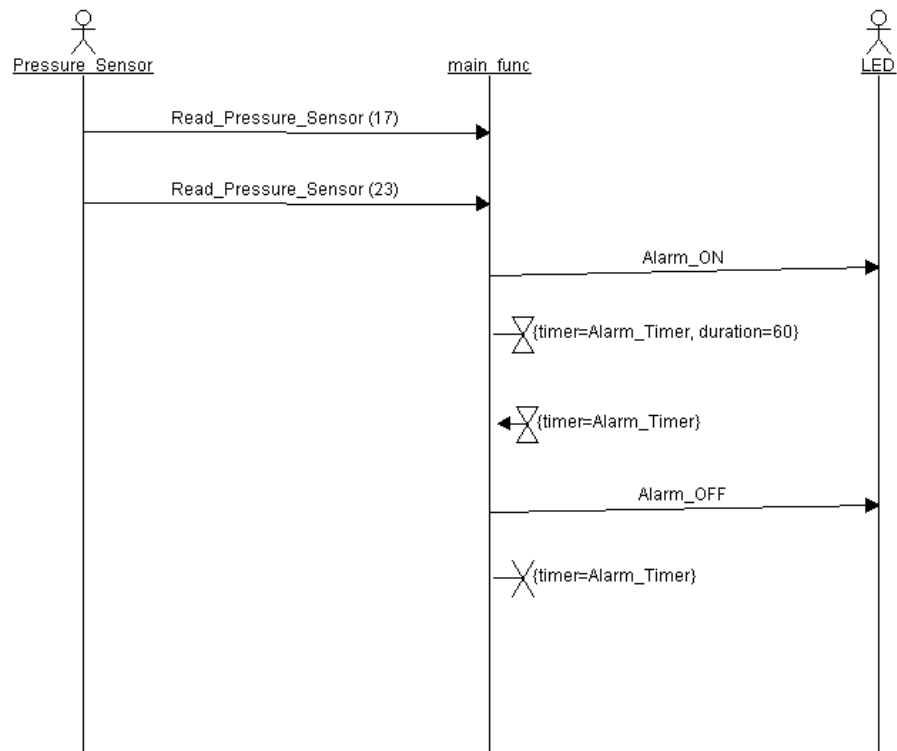 Pressure_Sensor
main_func
LED
Read_Pressure_Sensor (17)
Read_Pressure_Sensor (23)
Alarm_ON
{timer=Alarm_Timer, duration=60}
{timer=Alarm_Timer}
Alarm_OFF
{timer=Alarm_Timer}